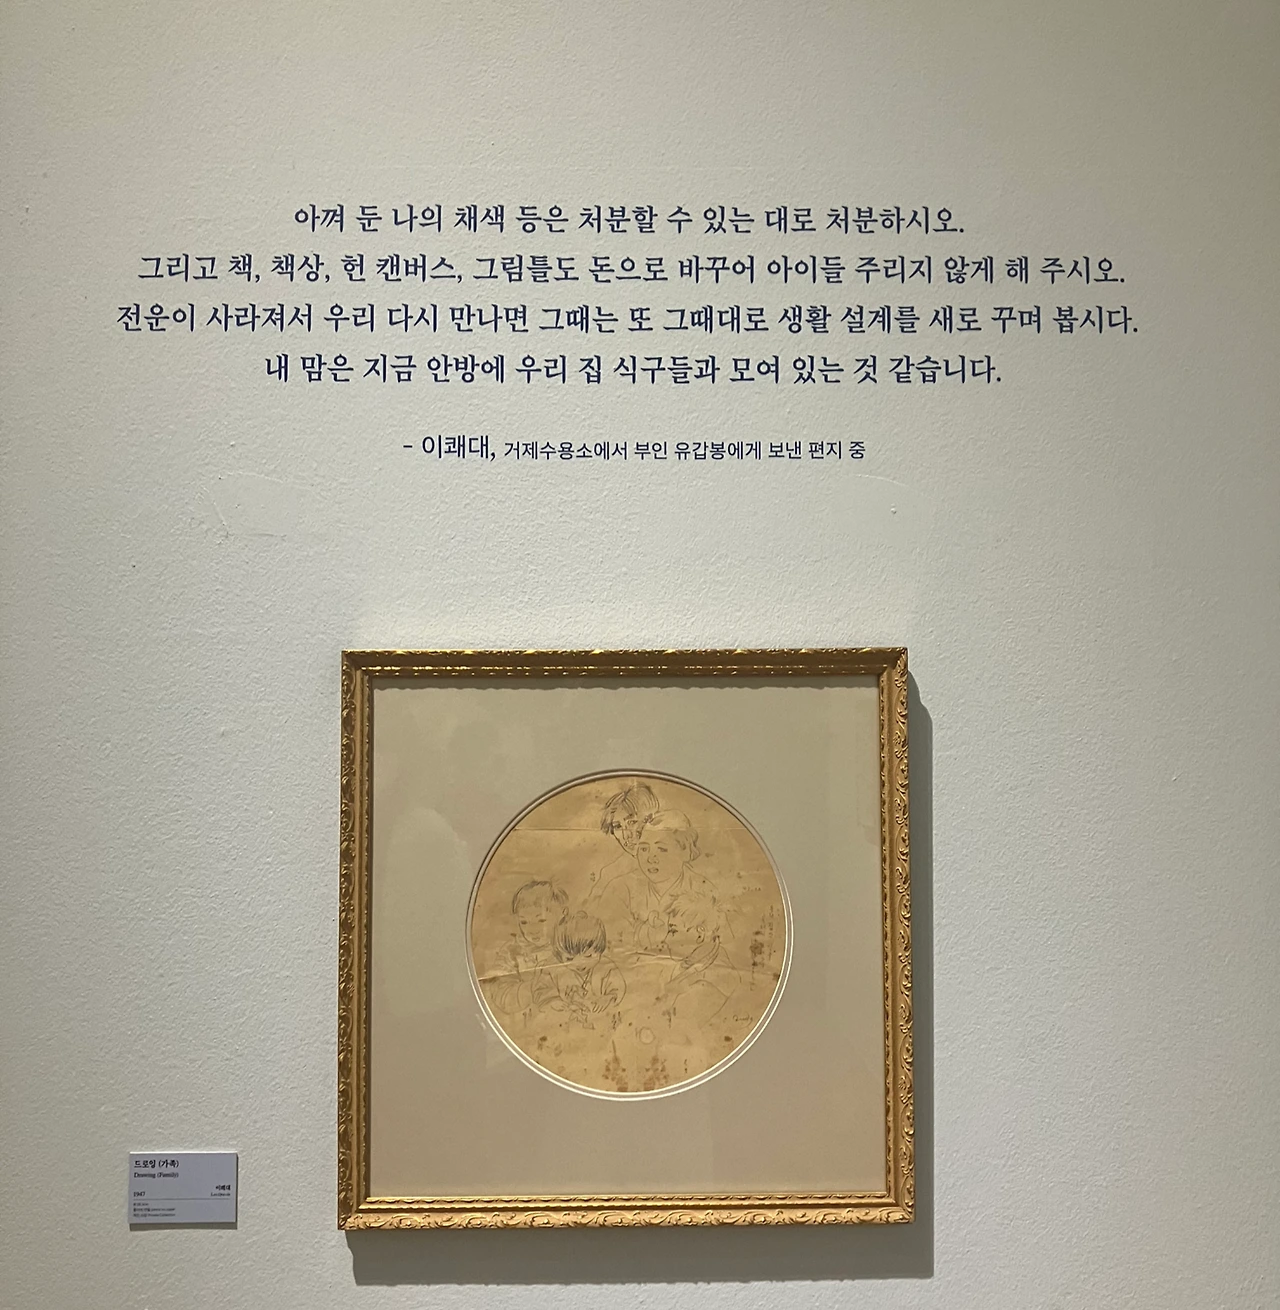 아껴 둔 나의 채색 등은 처분할 수 있는 대로 처분하시오.
그리고 책, 책상, 헌 캔버스, 그림틀도 돈으로 바꾸어 아이들 주리지 않게 해 주시오.
전운이 사라져서 우리 다시 만나면 그때는 또 그때대로 생활 설계를 새로 꾸며 봅시다.
내 맘은 지금 안방에 우리 집 식구들과 모여 있는 것 같습니다.
- 이쾌대, 거제수용소에서 부인 유갑봉에게 보낸 편지 중
드로잉 (가족)
Drawing (Family)
이쾌대
1947